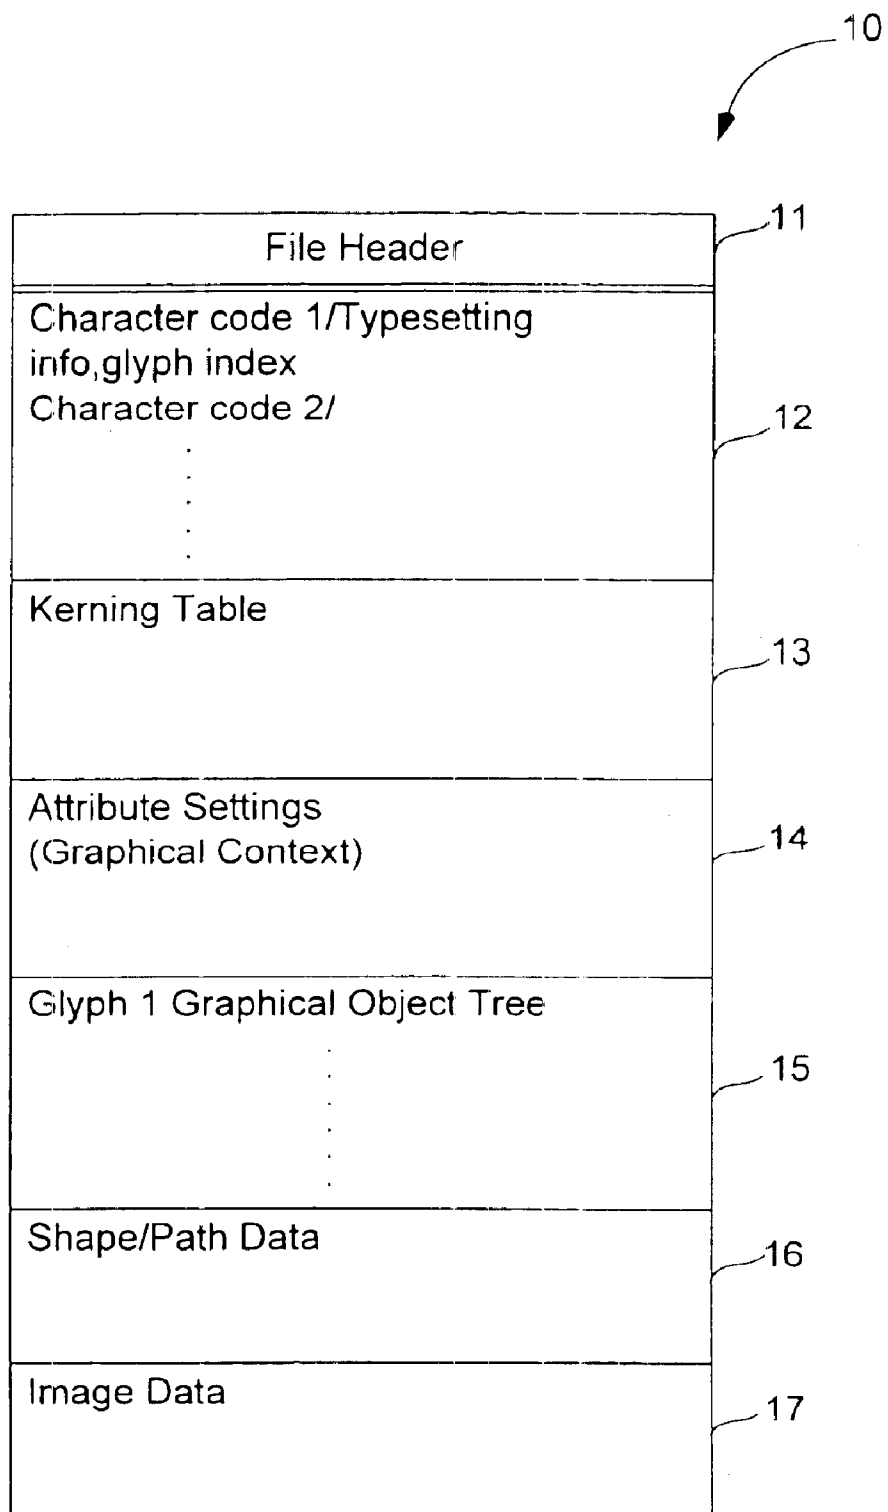 10
File Header
11
Character code 1/Typesetting
info,glyph index
Character code 2/
12
Kerning Table
13
Attribute Settings
(Graphical Context)
14
Glyph 1 Graphical Object Tree
15
Shape/Path Data
16
Image Data
17